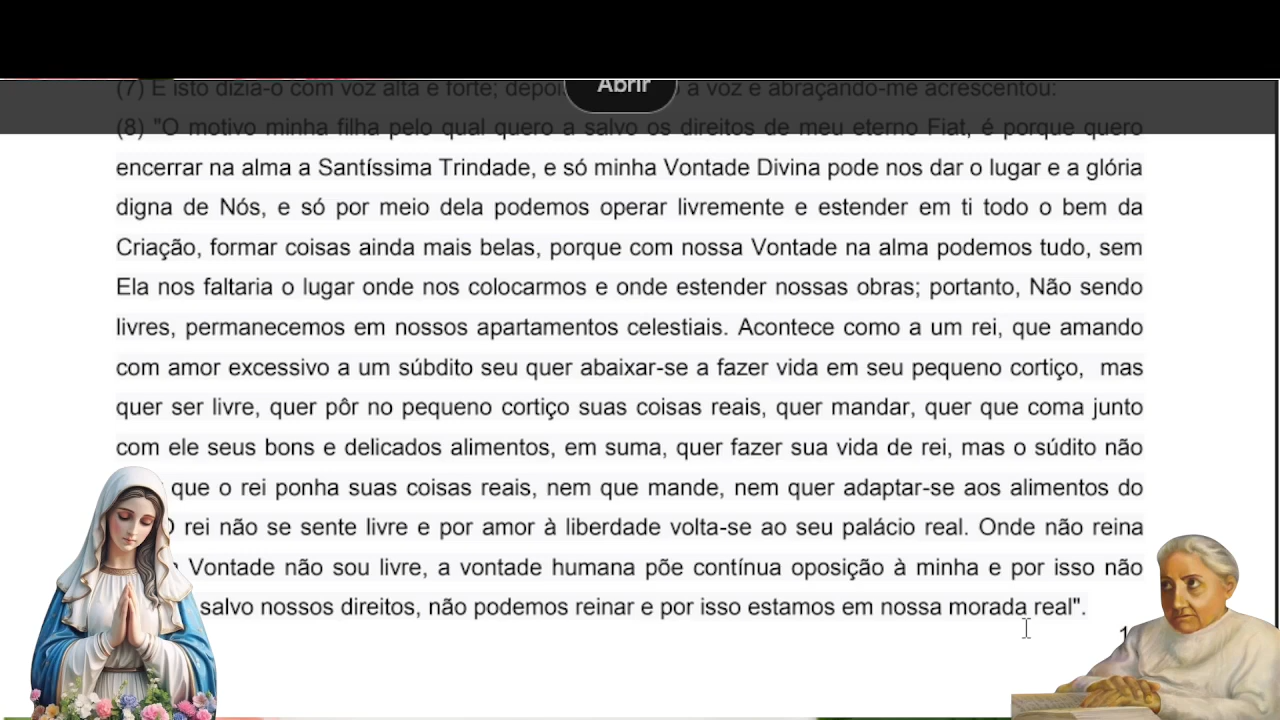 (7) E isto dizia-o com voz alta e forte; depois a voz e abraçando-me acrescentou:
Abrir
(8) "O motivo minha filha pelo qual quero a salvo os direitos de meu eterno Fiat, é porque quero
encerrar na alma a Santíssima Trindade, e só minha Vontade Divina pode nos dar o lugar e a glória
digna de Nós, e só por meio dela podemos operar livremente e estender em ti todo o bem da
Criação, formar coisas ainda mais belas, porque com nossa Vontade na alma podemos tudo, sem
Ela nos faltaria o lugar onde nos colocarmos e onde estender nossas obras; portanto, Não sendo
livres, permanecemos em nossos apartamentos celestiais. Acontece como a um rei, que amando
com amor excessivo a um súbdito seu quer abaixar-se a fazer vida em seu pequeno cortiço, mas
quer ser livre, quer pôr no pequeno cortiço suas coisas reais, quer mandar, quer que coma junto
com ele seus bons e delicados alimentos, em suma, quer fazer sua vida de rei, mas o súdito não
que o rei ponha suas coisas reais, nem que mande, nem quer adaptar-se aos alimentos do
rei não se sente livre e por amor à liberdade volta-se ao seu palácio real. Onde não reina
Vontade não sou livre, a vontade humana põe contínua oposição à minha e por isso não
salvo nossos direitos, não podemos reinar e por isso estamos em nossa morada real".